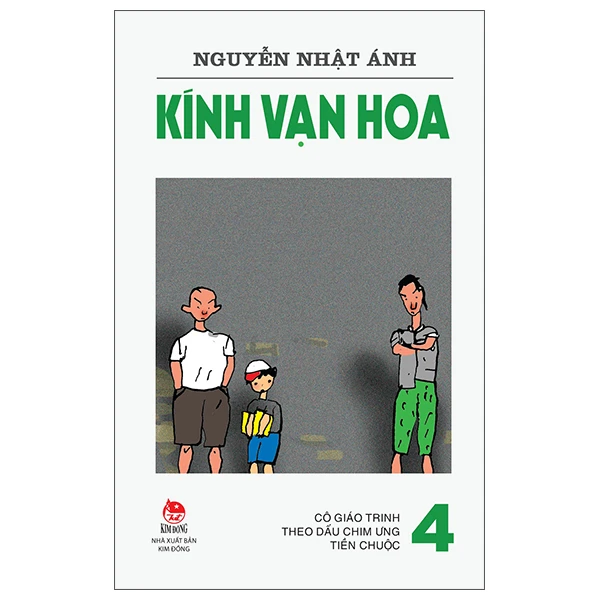 NGUYỄN NHẬT ÁNH
KÍNH VẠN HOA
CÔ GIÁO TRINH
THEO DẤU CHIM ƯNG
TIỀN CHUỘC
4
KIM ĐỒNG
NHÀ XUẤT BẢN
KIM ĐỒNG